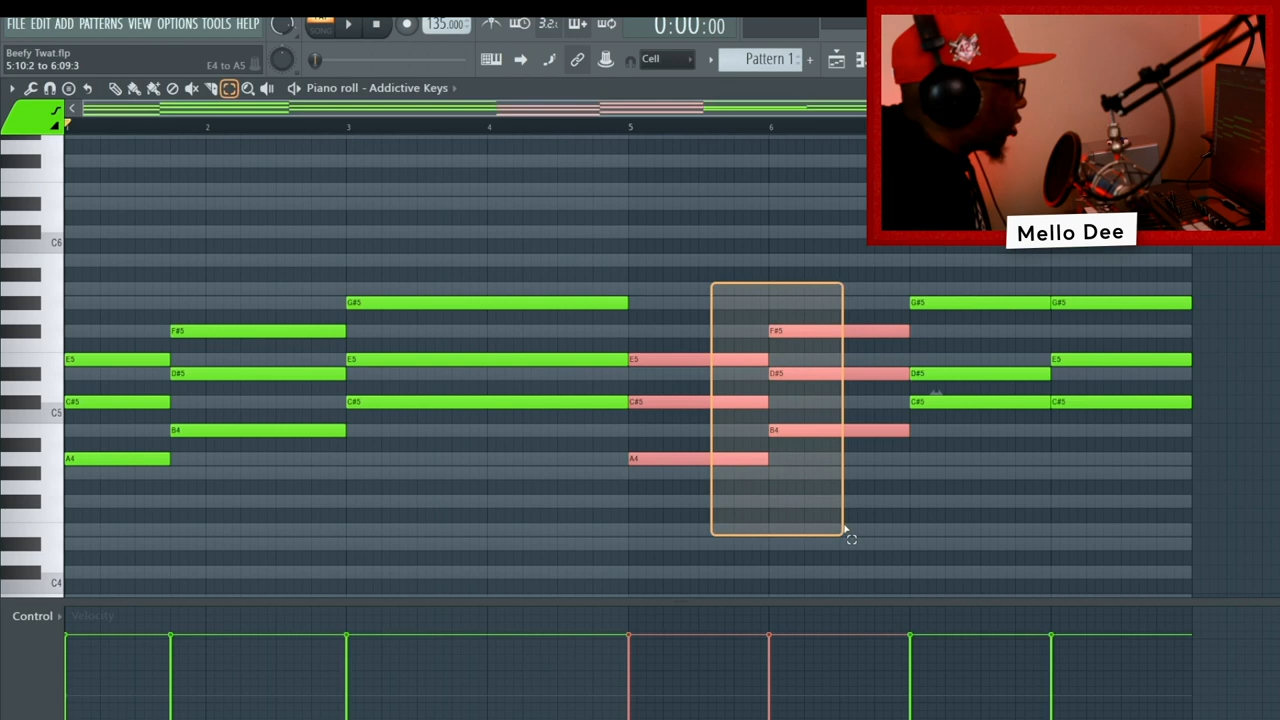 FILE EDIT ADD PATTERNS VIEW OPTIONS TOOLS HELP
SONG
135.000
3.2.
0:00:00
Beefy Twat.flp
5:10:2 to 6:09:3
E4 to A5
Cell
Pattern 1
Piano roll - Addictive Keys
2 3 4 5 6
C6
G#5 G#5 G#5
F#5 F#5
E5 E5 E5 E5
D#5 D#5 D#5
C5 C#5 C#5 C#5 C#5 C#5
B4 B4
A4 A4
C4
Control Velocity
Mello Dee